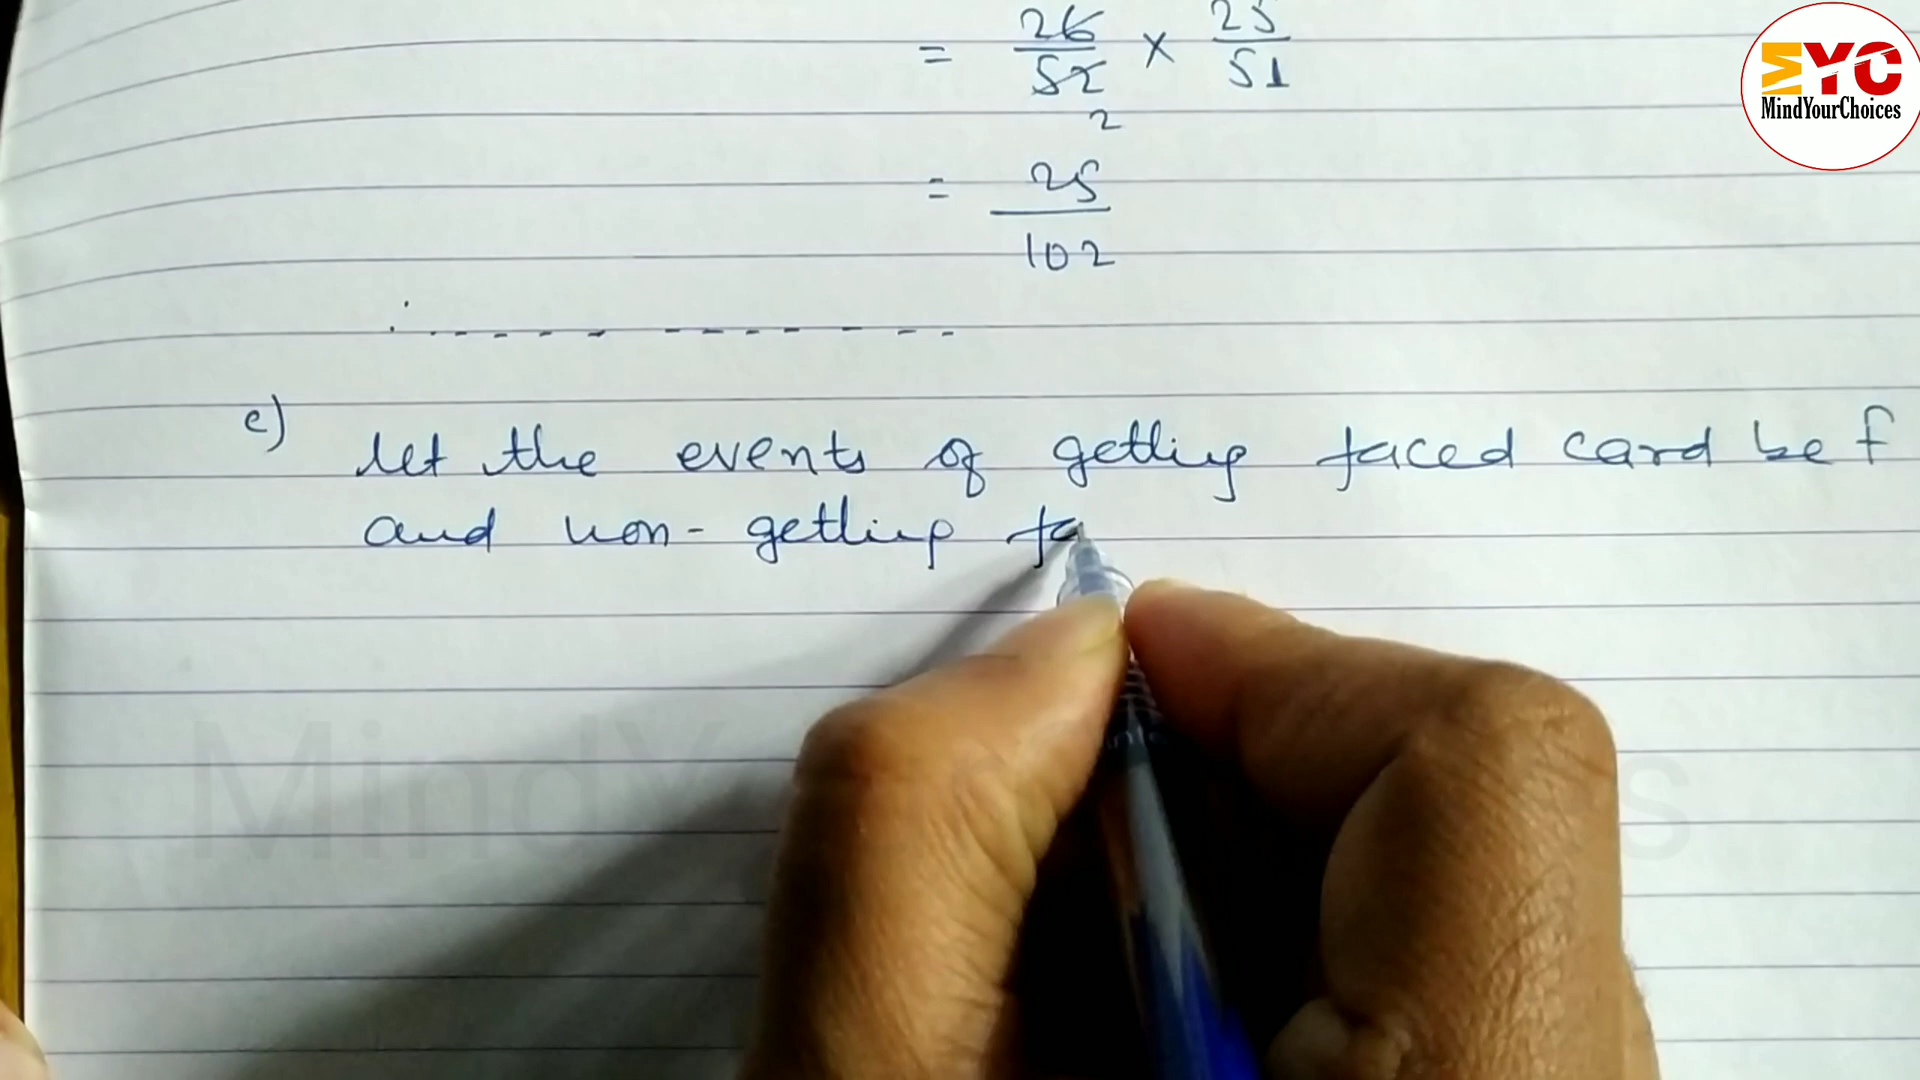 = 26/52 × 25/51
2
= 25/102
c) let the events of getting faced card be F
and non-getting fa
MYC
MindYourChoices